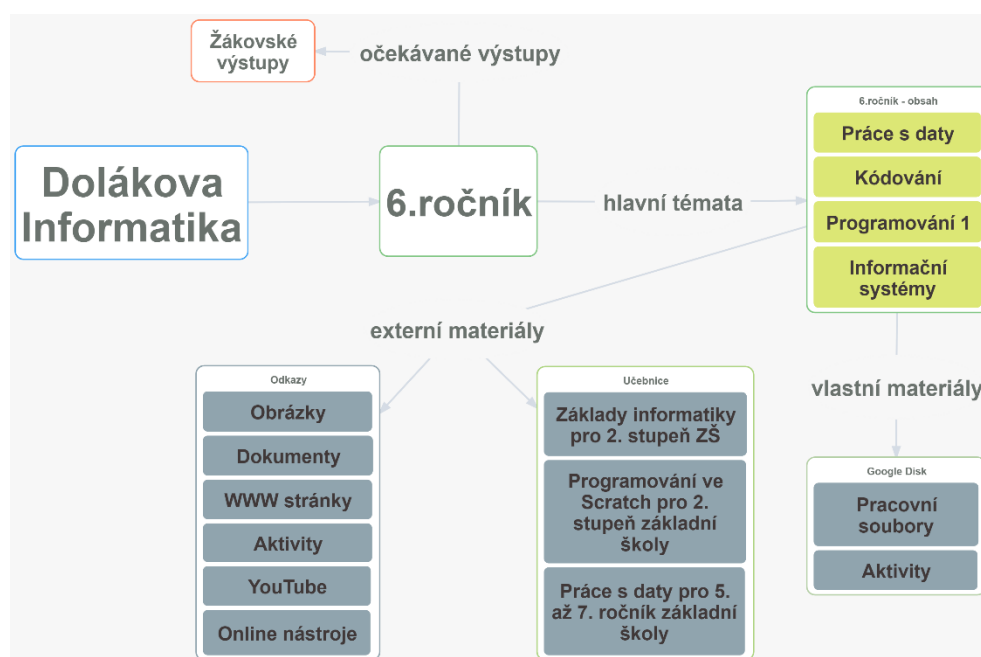 Žákovské
výstupy
očekávané výstupy
Dolákova
Informatika
6.ročník
hlavní témata
6.ročník - obsah
Práce s daty
Kódování
Programování 1
Informační
systémy
externí materiály
Odkazy
Obrázky
Dokumenty
WWW stránky
Aktivity
YouTube
Online nástroje
Učebnice
Základy informatiky
pro 2. stupeň ZŠ
Programování ve
Scratch pro 2.
stupeň základní
školy
Práce s daty pro 5.
až 7. ročník základní
školy
vlastní materiály
Google Disk
Pracovní
soubory
Aktivity